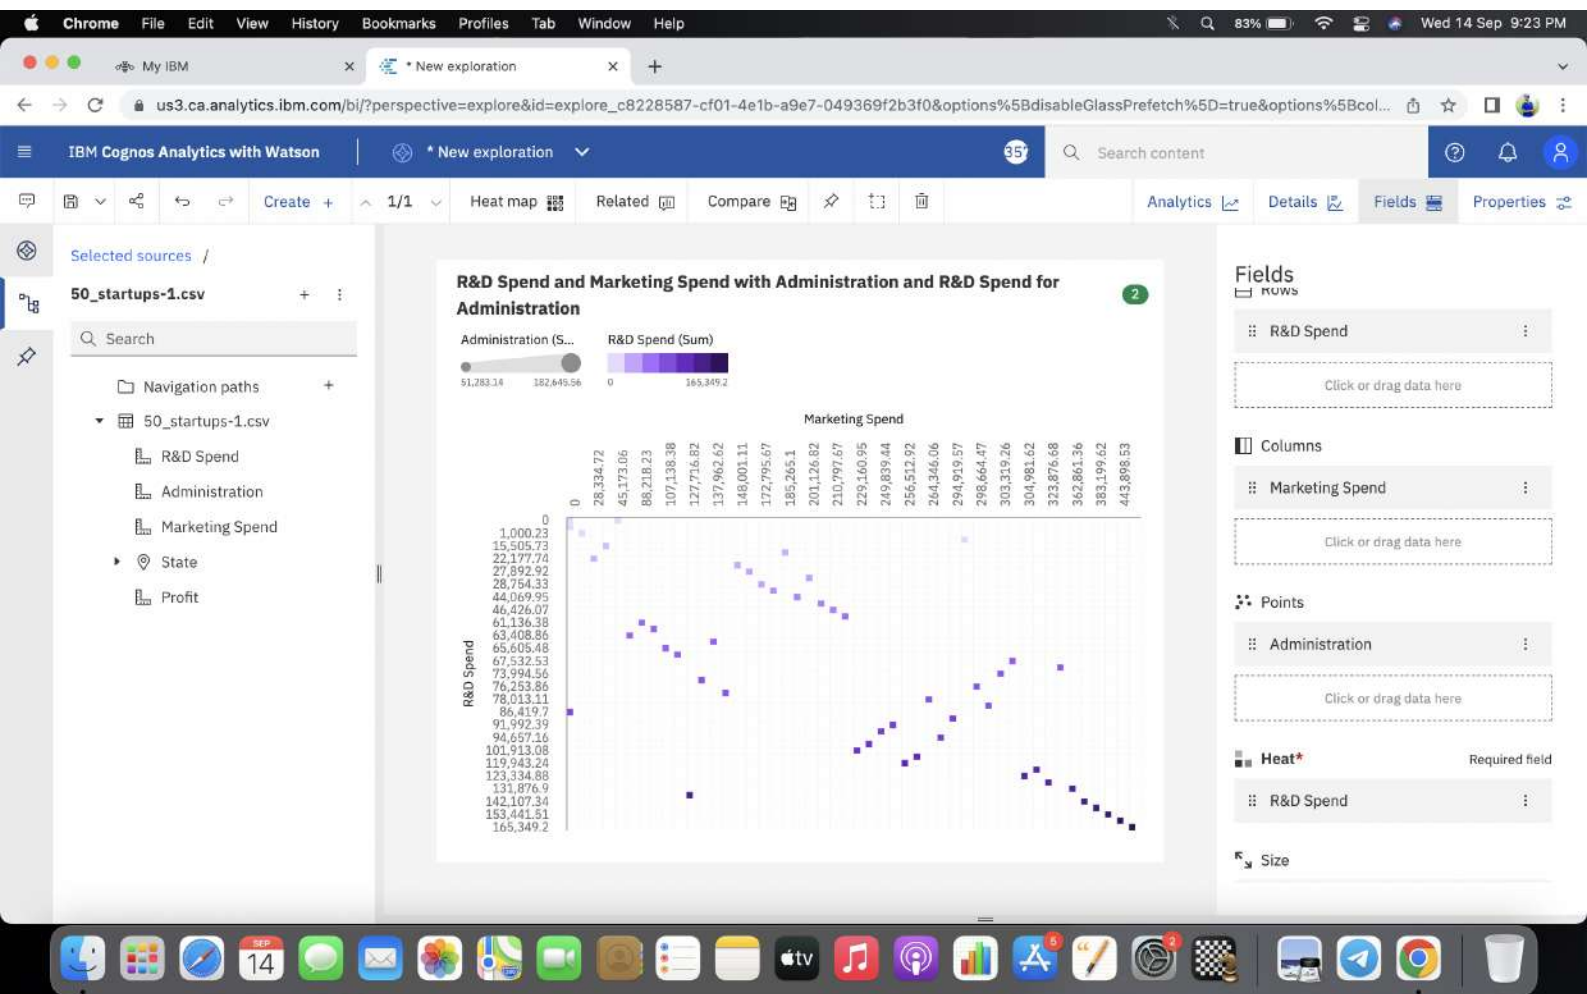 Chrome File Edit View History Bookmarks Profiles Tab Window Help 83% Wed 14 Sep 9:23 PM
My IBM
* New exploration
us3.ca.analytics.ibm.com/bi/?perspective=explore&id=explore_c8228587-cf01-4e1b-a9e7-049369f2b3f0&options%5BdisableGlassPrefetch%5D=true&options%5Bcol...
IBM Cognos Analytics with Watson
* New exploration
Search content
Create + 1/1 Heat map Related Compare Analytics Details Fields Properties
Selected sources /
50_startups-1.csv
Search
Navigation paths
50_startups-1.csv
R&D Spend
Administration
Marketing Spend
State
Profit
R&D Spend and Marketing Spend with Administration and R&D Spend for
Administration
2
Administration (S...
51,283.14 182,645.56
R&D Spend (Sum)
0 165,349.2
Marketing Spend
0
28,334.72
45,173.06
88,218.23
107,138.38
127,716.82
137,962.62
148,001.11
172,795.67
185,265.1
201,126.82
210,797.67
229,160.95
249,839.44
256,512.92
264,346.06
294,919.57
298,664.47
303,319.26
304,981.62
323,876.68
362,861.36
383,199.62
443,898.53
R&D Spend
0
1,000.23
15,505.73
22,177.74
27,892.92
28,754.33
44,069.95
46,426.07
61,136.38
63,408.86
65,605.48
67,532.53
73,994.56
76,253.86
78,013.11
86,419.7
91,992.39
94,657.16
101,913.08
119,943.24
123,334.88
131,876.9
142,107.34
153,441.51
165,349.2
Fields
Rows
R&D Spend
Click or drag data here
Columns
Marketing Spend
Click or drag data here
Points
Administration
Click or drag data here
Heat* Required field
R&D Spend
Size
SEP
14
tv
6
2